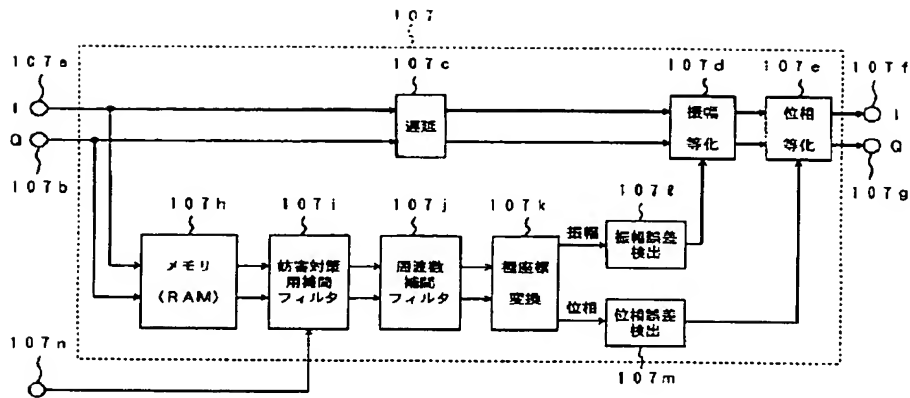 107
107a
107c
107d
107e
107f
I
遅延
振幅
等化
位相
等化
I
Q
Q
107b
107g
107h
107i
107j
107k
107ℓ
メモリ
(RAM)
妨害対策
用補間
フィルタ
周波数
補間
フィルタ
極座標
変換
振幅
振幅誤差
検出
位相
位相誤差
検出
107n
107m